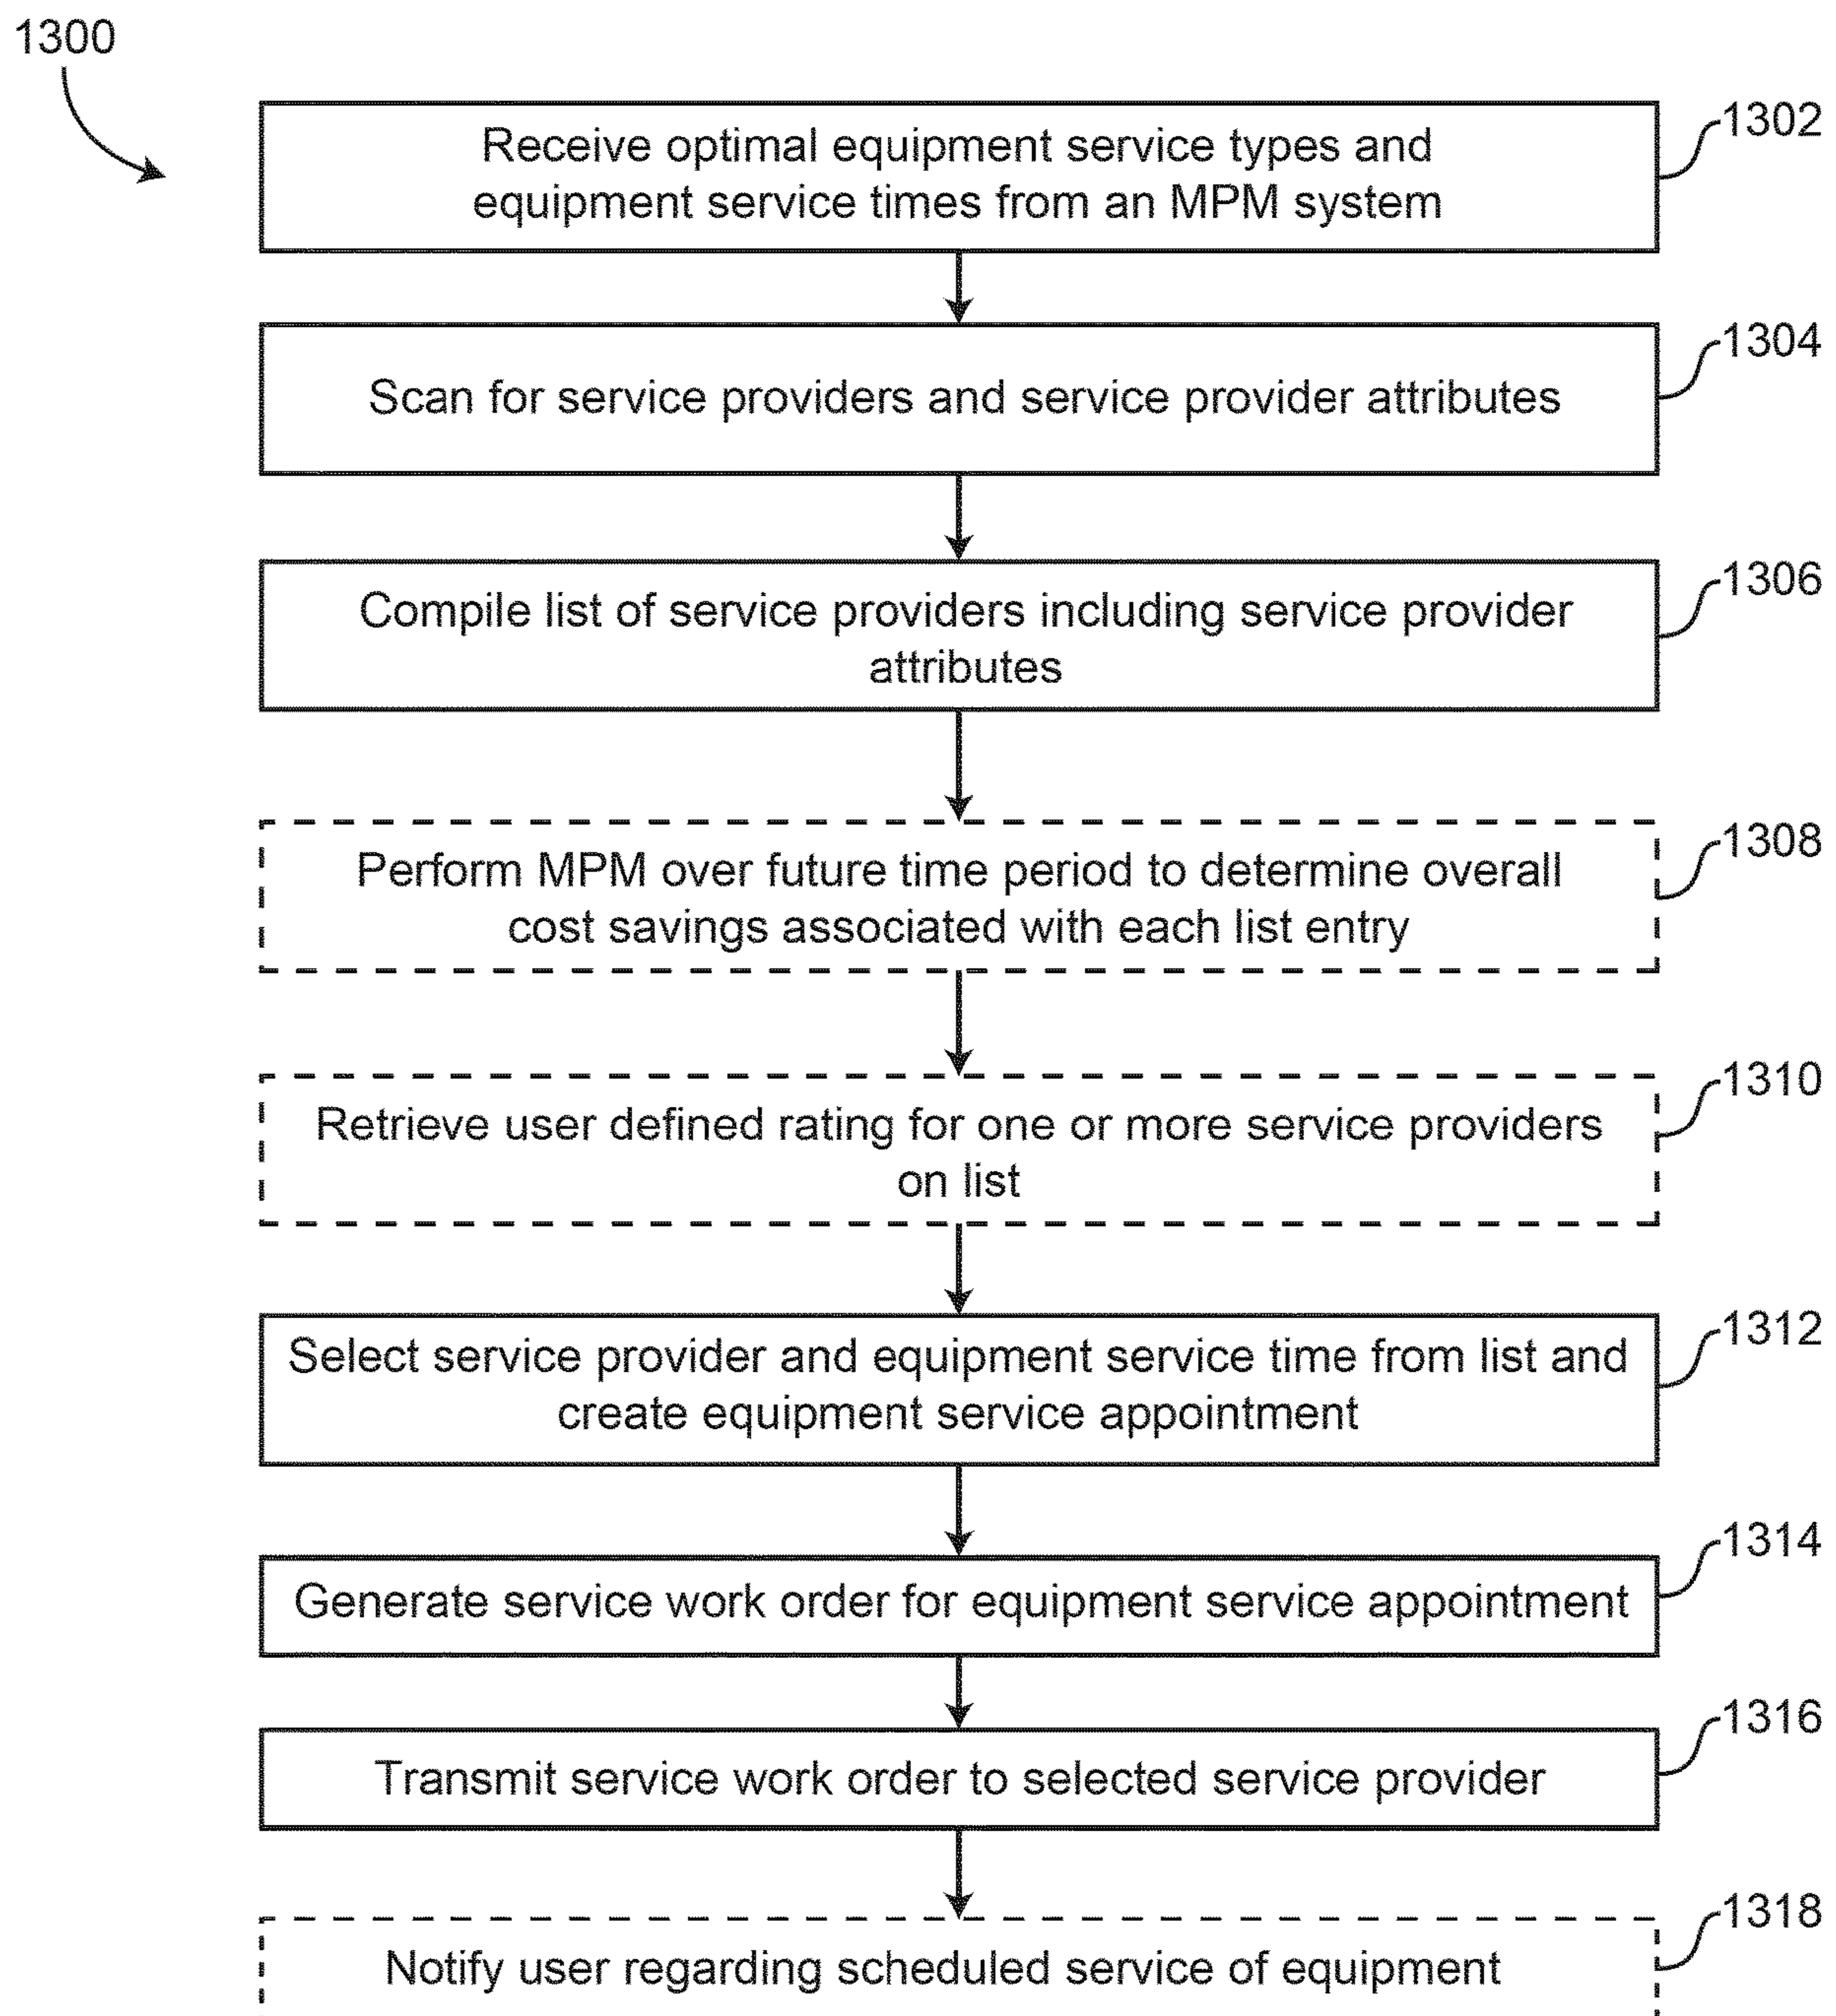 1300
1302
Receive optimal equipment service types and
equipment service times from an MPM system
1304
Scan for service providers and service provider attributes
1306
Compile list of service providers including service provider
attributes
1308
Perform MPM over future time period to determine overall
cost savings associated with each list entry
1310
Retrieve user defined rating for one or more service providers
on list
1312
Select service provider and equipment service time from list and
create equipment service appointment
1314
Generate service work order for equipment service appointment
1316
Transmit service work order to selected service provider
1318
Notify user regarding scheduled service of equipment